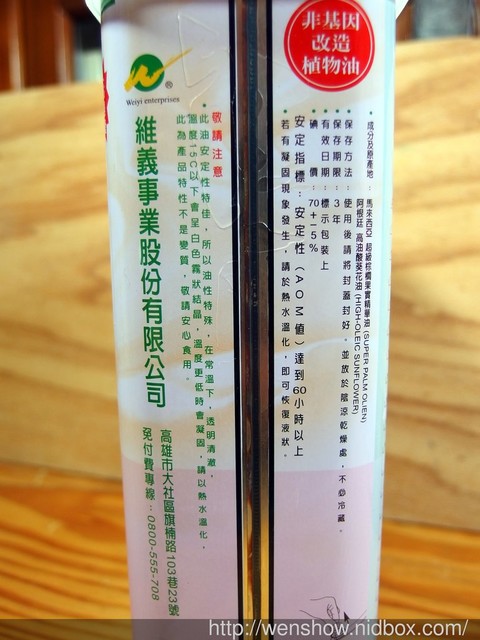 非基因
改造
植物油
成分及原產地：馬來西亞 超級棕櫚果實精華油(SUPER PALM OLIEN)
阿根廷 高油酸葵花油(HIGH-OLEIC SUNFLOWER)
保存方法：使用後請將封蓋封好。並放於陰涼乾燥處，不必冷藏。
保存期限：3年
有效日期：標示包裝上
碘　價：70+−5%
安定指標：安定性（AOM值）達到60小時以上
若有凝固現象發生，請於熱水溫化，即可恢復液狀。
Weiyi enterprises
®
敬請注意
此油安定性特佳，所以油性特殊，在常溫下，透明清澈，
溫度15C以下會呈白色霧狀結晶，溫度更低時會凝固，請以熱水溫化，
此為產品特性不是變質，敬請安心食用。
維義事業股份有限公司
高雄市大社區旗楠路103巷23號
免付費專線：0800-555-708
http://wenshow.nidbox.com/